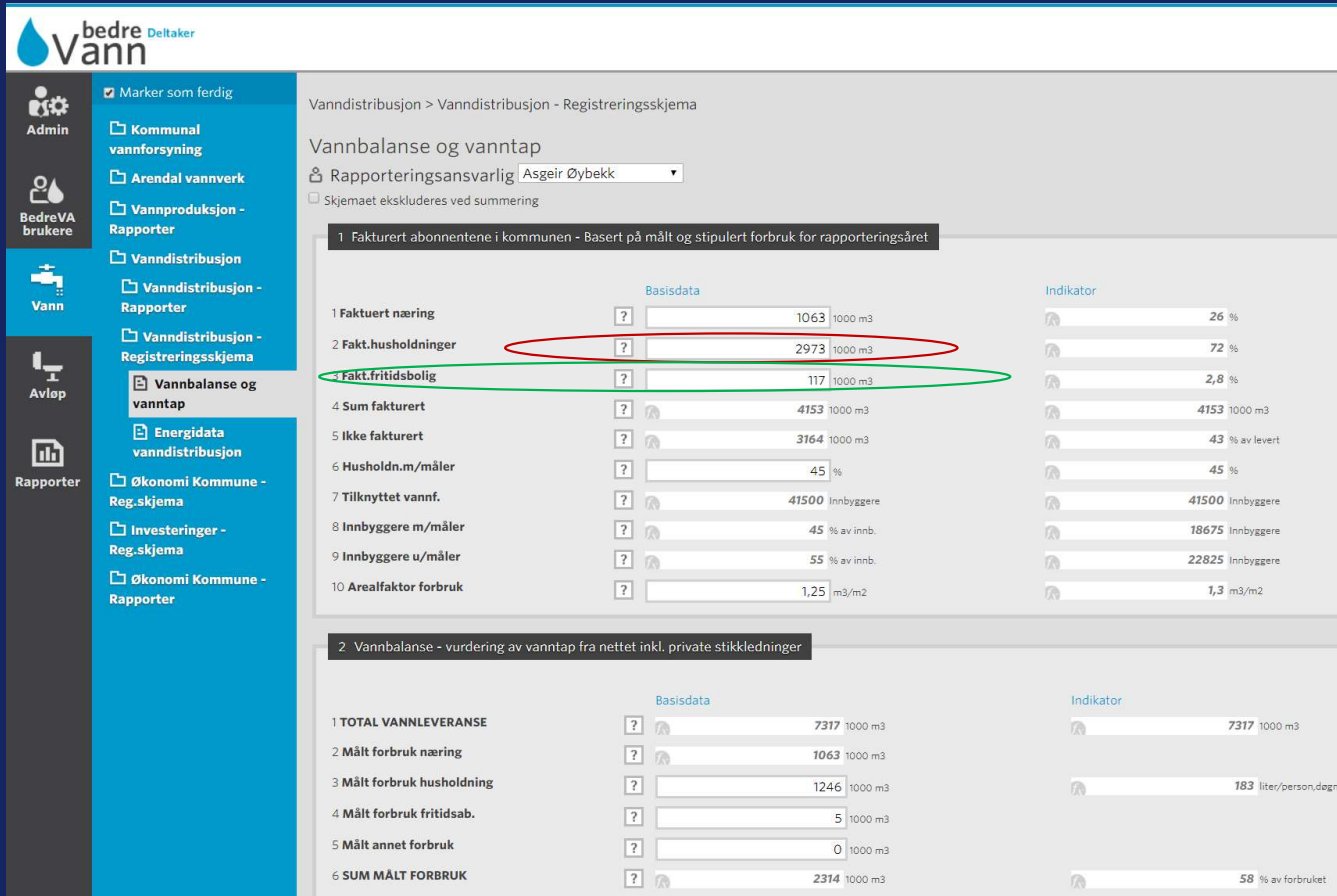 bedre Deltaker
Vann
Admin
BedreVA
brukere
Vann
Avløp
Rapporter
Marker som ferdig
Kommunal
vannforsyning
Arendal vannverk
Vannproduksjon -
Rapporter
Vanndistribusjon
Vanndistribusjon -
Rapporter
Vanndistribusjon -
Registreringsskjema
Vannbalanse og
vanntap
Energidata
vanndistribusjon
Økonomi Kommune -
Reg.skjema
Investeringer -
Reg.skjema
Økonomi Kommune -
Rapporter
Vanndistribusjon > Vanndistribusjon - Registreringsskjema
Vannbalanse og vanntap
Rapporteringsansvarlig Asgeir Øybekk
Skjemaet ekskluderes ved summering
1 Fakturert abonnentene i kommunen - Basert på målt og stipulert forbruk for rapporteringsåret
Basisdata Indikator
1 Faktuert næring ? 1063 1000 m3 26 %
2 Fakt.husholdninger ? 2973 1000 m3 72 %
3 Fakt.fritidsbolig ? 117 1000 m3 2,8 %
4 Sum fakturert ? 4153 1000 m3 4153 1000 m3
5 Ikke fakturert ? 3164 1000 m3 43 % av levert
6 Husholdn.m/måler ? 45 % 45 %
7 Tilknyttet vannf. ? 41500 Innbyggere 41500 Innbyggere
8 Innbyggere m/måler ? 45 % av innb. 18675 Innbyggere
9 Innbyggere u/måler ? 55 % av innb. 22825 Innbyggere
10 Arealfaktor forbruk ? 1,25 m3/m2 1,3 m3/m2
2 Vannbalanse - vurdering av vanntap fra nettet inkl. private stikkledninger
Basisdata Indikator
1 TOTAL VANNLEVERANSE ? 7317 1000 m3 7317 1000 m3
2 Målt forbruk næring ? 1063 1000 m3
3 Målt forbruk husholdning ? 1246 1000 m3 183 liter/person,døgn
4 Målt forbruk fritidsab. ? 5 1000 m3
5 Målt annet forbruk ? 0 1000 m3
6 SUM MÅLT FORBRUK ? 2314 1000 m3 58 % av forbruket